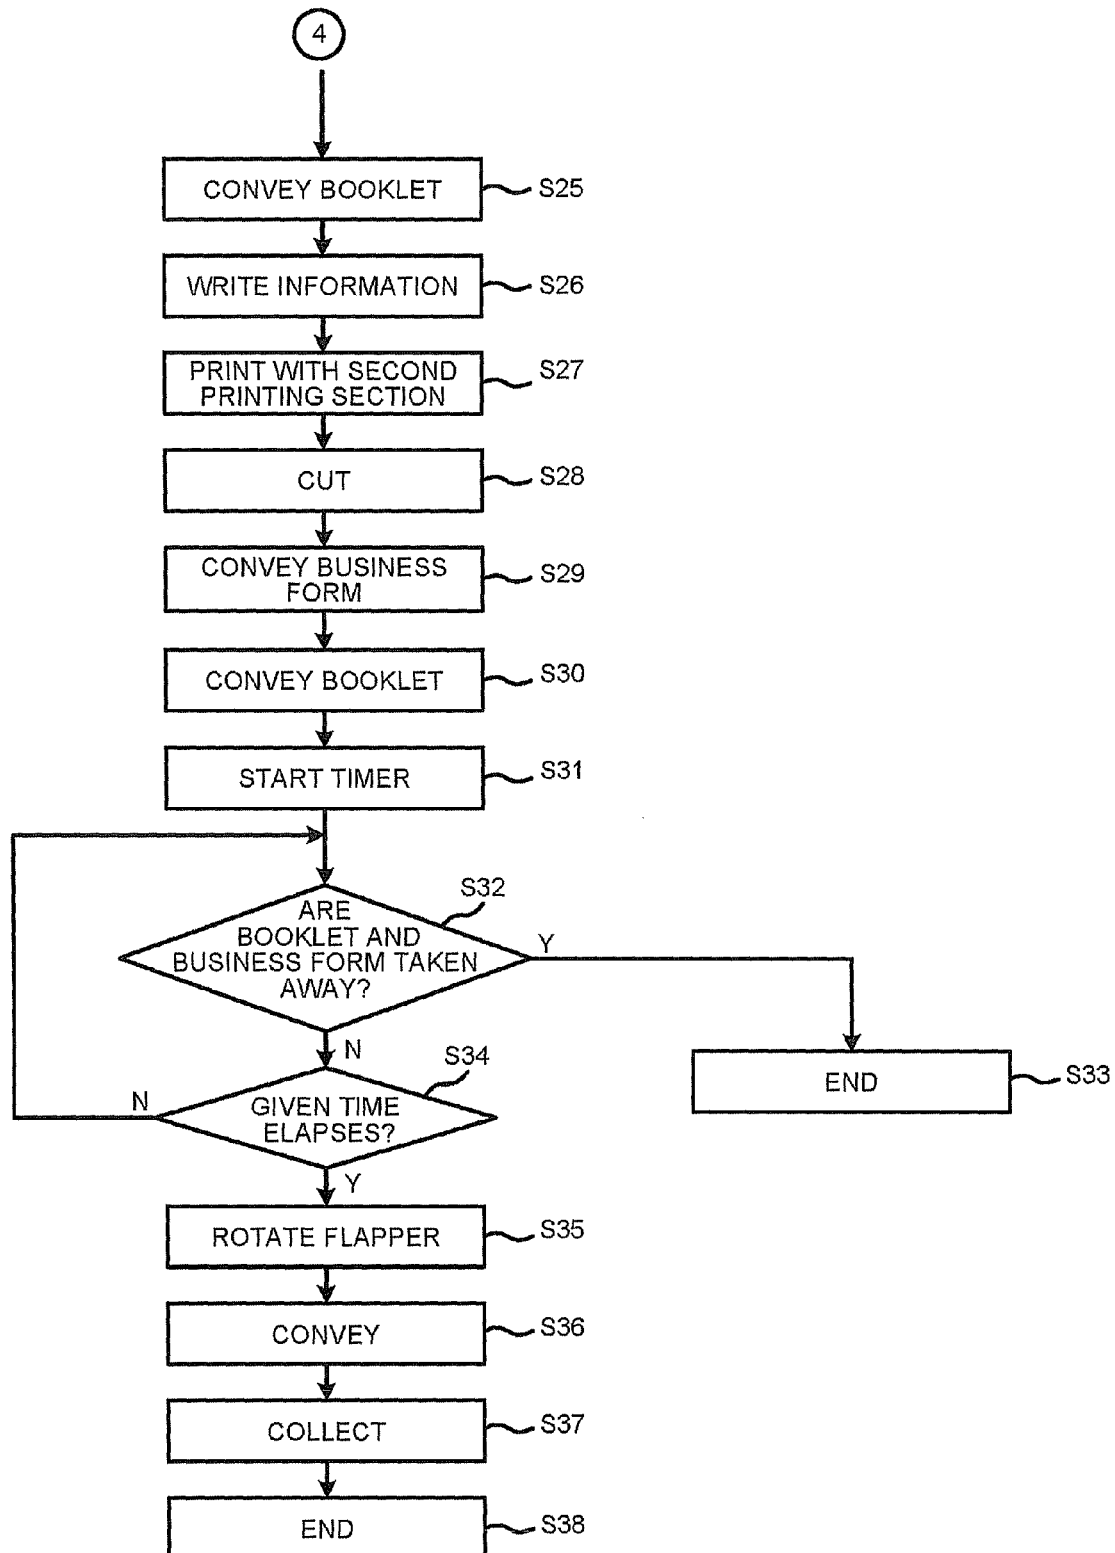 4
CONVEY BOOKLET
S25
WRITE INFORMATION
S26
PRINT WITH SECOND
PRINTING SECTION
S27
CUT
S28
CONVEY BUSINESS
FORM
S29
CONVEY BOOKLET
S30
START TIMER
S31
S32
ARE
BOOKLET AND
BUSINESS FORM TAKEN
AWAY?
Y
N
END
S33
S34
GIVEN TIME
ELAPSES?
N
Y
ROTATE FLAPPER
S35
CONVEY
S36
COLLECT
S37
END
S38